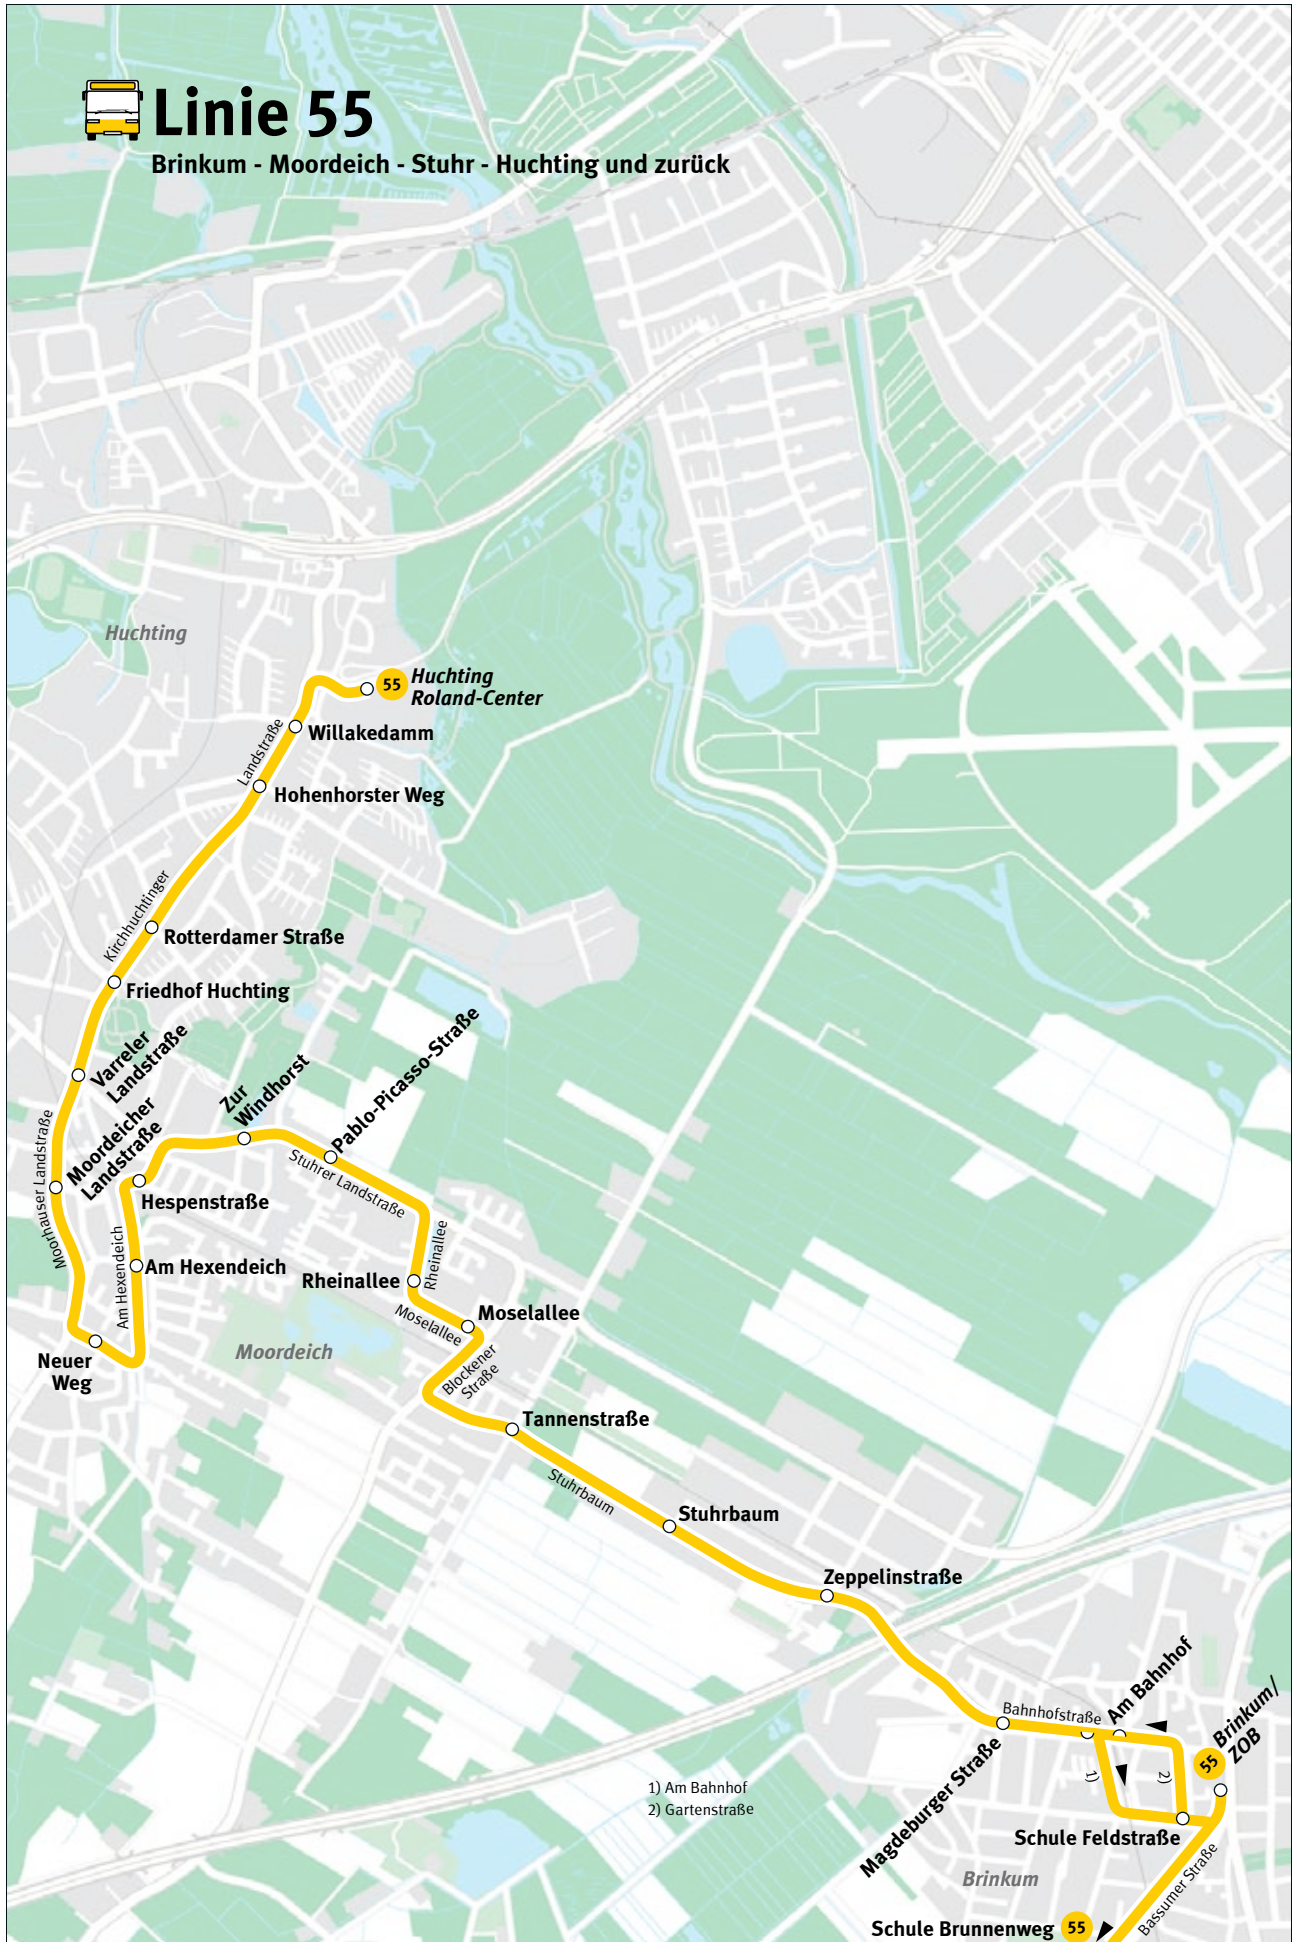 Linie 55
Brinkum - Moordeich - Stuhr - Huchting und zurück
Huchting
55
Huchting
Roland-Center
Landstraße
Willakedamm
Hohenhorster Weg
Kirchhuchtinger
Rotterdamer Straße
Friedhof Huchting
Varreler
Landstraße
Zur
Windhorst
Pablo-Picasso-Straße
Moordeicher
Landstraße
Moorhauser Landstraße
Stuhrer Landstraße
Hespenstraße
Am Hexendeich
Am Hexendeich
Rheinallee
Rheinallee
Moselallee
Moselallee
Moordeich
Neuer
Weg
Blockener
Straße
Tannenstraße
Stuhrbaum
Stuhrbaum
Zeppelinstraße
Bahnhofstraße
Am Bahnhof
Brinkum/
ZOB
55
Magdeburger Straße
1)
2)
1) Am Bahnhof
2) Gartenstraße
Schule Feldstraße
Brinkum
Bassumer Straße
Schule Brunnenweg
55